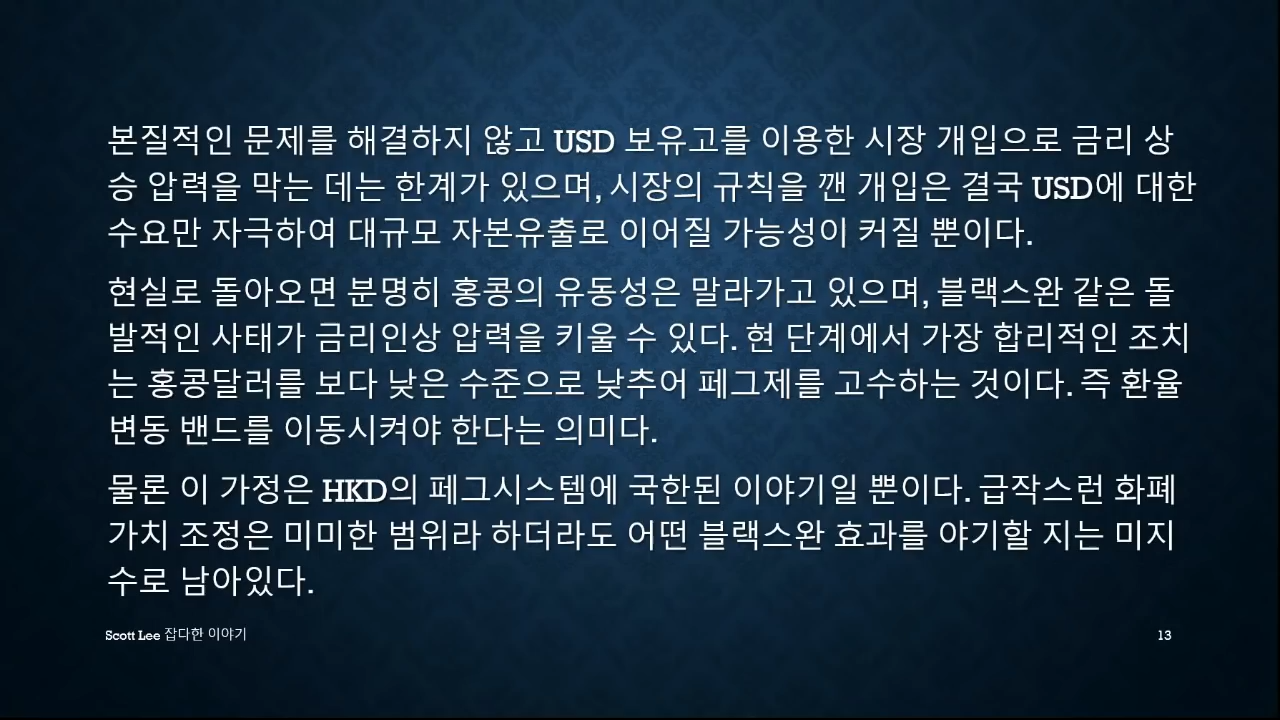 본질적인 문제를 해결하지 않고 USD 보유고를 이용한 시장 개입으로 금리 상
승 압력을 막는 데는 한계가 있으며, 시장의 규칙을 깬 개입은 결국 USD에 대한
수요만 자극하여 대규모 자본유출로 이어질 가능성이 커질 뿐이다.
현실로 돌아오면 분명히 홍콩의 유동성은 말라가고 있으며, 블랙스완 같은 돌
발적인 사태가 금리인상 압력을 키울 수 있다. 현 단계에서 가장 합리적인 조치
는 홍콩달러를 보다 낮은 수준으로 낮추어 페그제를 고수하는 것이다. 즉 환율
변동 밴드를 이동시켜야 한다는 의미다.
물론 이 가정은 HKD의 페그시스템에 국한된 이야기일 뿐이다. 급작스런 화폐
가치 조정은 미미한 범위라 하더라도 어떤 블랙스완 효과를 야기할 지는 미지
수로 남아있다.
Scott Lee 잡다한 이야기
13